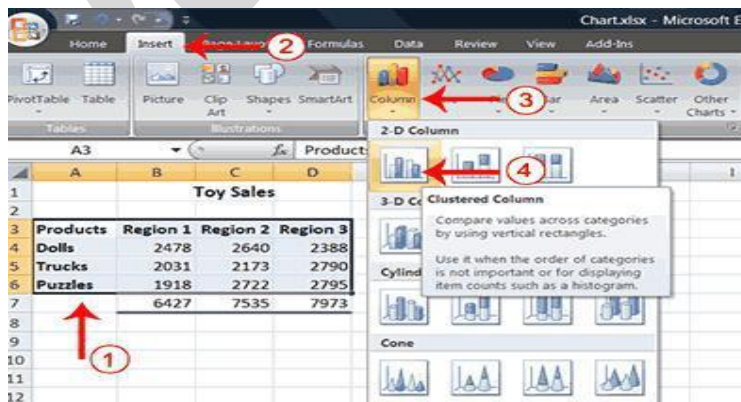 Chart.xlsx - Microsoft E
Home Insert Formulas Data Review View Add-Ins
2
PivotTable Table Picture Clip Art Shapes SmartArt Column Area Scatter Other Charts
3
Tables Illustrations
2-D Column
A3 fx Product
4
A B C D I
Clustered Column
Compare values across categories
by using vertical rectangles.
Use it when the order of categories
is not important or for displaying
item counts such as a histogram.
3-D C
Cylind
Cone
1 Toy Sales
2
3 Products Region 1 Region 2 Region 3
4 Dolls 2478 2640 2388
5 Trucks 2031 2173 2790
6 Puzzles 1918 2722 2795
7 6427 7535 7973
8
9
10
11
12
1